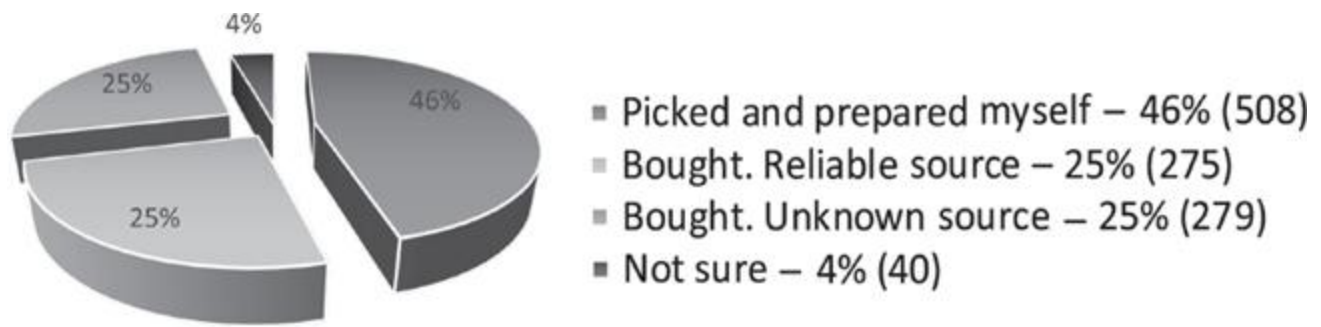 4%
25%
46%
25%
Picked and prepared myself – 46% (508)
Bought. Reliable source – 25% (275)
Bought. Unknown source – 25% (279)
Not sure – 4% (40)